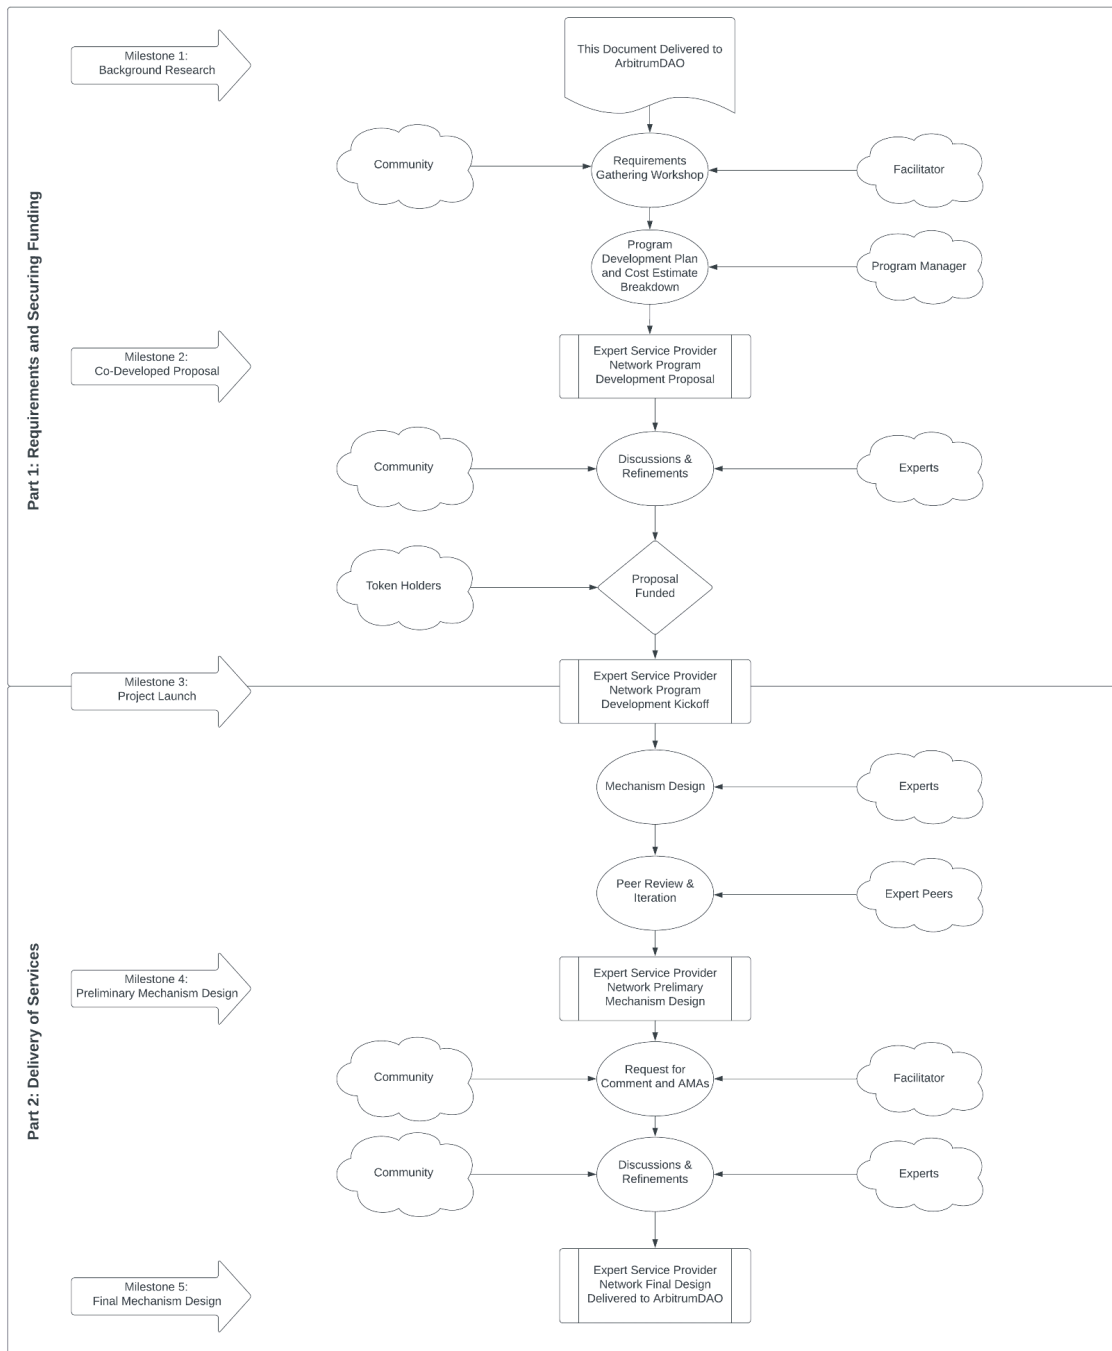 Part 1: Requirements and Securing Funding
Milestone 1:
Background Research
This Document Delivered to
ArbitrumDAO
Community
Requirements
Gathering Workshop
Facilitator
Program
Development Plan
and Cost Estimate
Breakdown
Program Manager
Milestone 2:
Co-Developed Proposal
Expert Service Provider
Network Program
Development Proposal
Community
Discussions &
Refinements
Experts
Token Holders
Proposal
Funded
Milestone 3:
Project Launch
Expert Service Provider
Network Program
Development Kickoff
Part 2: Delivery of Services
Mechanism Design
Experts
Peer Review &
Iteration
Expert Peers
Milestone 4:
Preliminary Mechanism Design
Expert Service Provider
Network Prelimary
Mechanism Design
Community
Request for
Comment and AMAs
Facilitator
Community
Discussions &
Refinements
Experts
Milestone 5:
Final Mechanism Design
Expert Service Provider
Network Final Design
Delivered to ArbitrumDAO